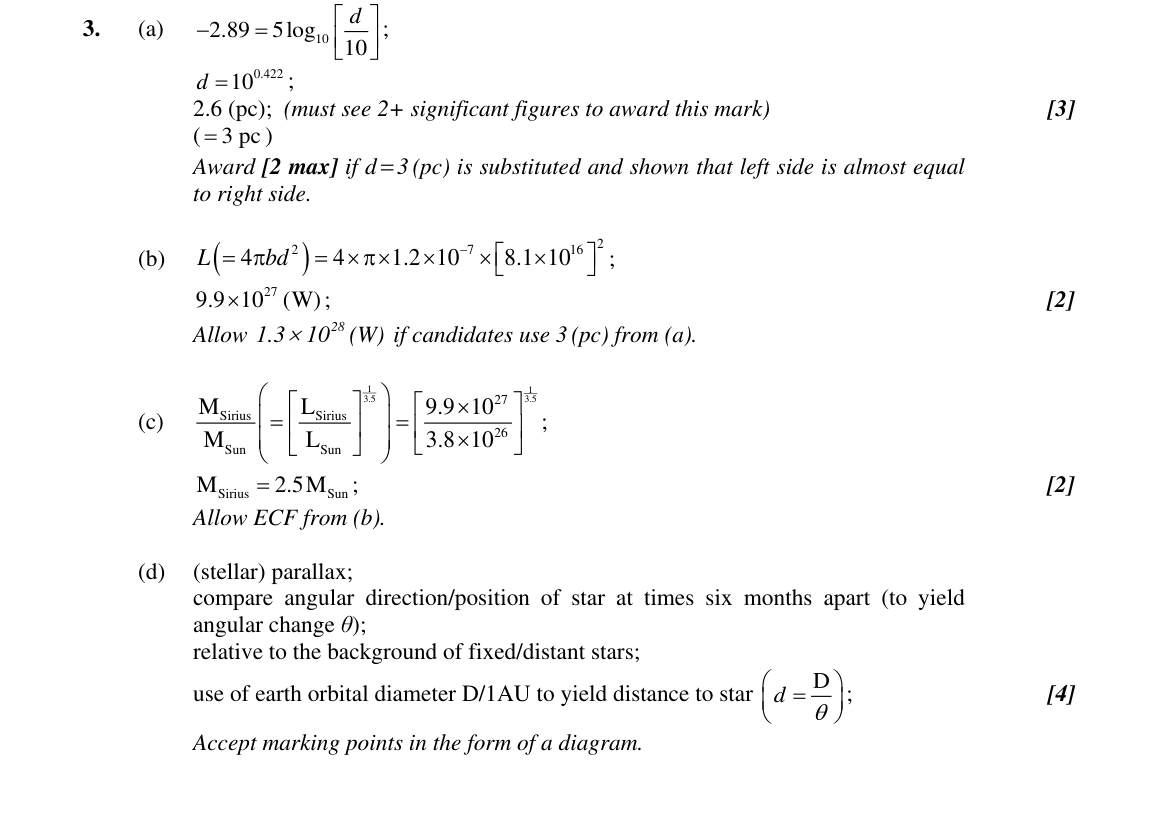 3. (a) −2.89 = 5 log₁₀ [d/10];
d = 10^0.422;
2.6 (pc); (must see 2+ significant figures to award this mark) [3]
(= 3 pc)
Award [2 max] if d=3 (pc) is substituted and shown that left side is almost equal
to right side.
(b) L(= 4πbd²) = 4×π×1.2×10⁻⁷×[8.1×10¹⁶]²;
9.9×10²⁷ (W); [2]
Allow 1.3×10²⁸ (W) if candidates use 3 (pc) from (a).
(c) M_Sirius/M_Sun (= [L_Sirius/L_Sun]^(1/3.5)) = [9.9×10²⁷/3.8×10²⁶]^(1/3.5);
M_Sirius = 2.5 M_Sun; [2]
Allow ECF from (b).
(d) (stellar) parallax;
compare angular direction/position of star at times six months apart (to yield
angular change θ);
relative to the background of fixed/distant stars;
use of earth orbital diameter D/1AU to yield distance to star (d = D/θ); [4]
Accept marking points in the form of a diagram.